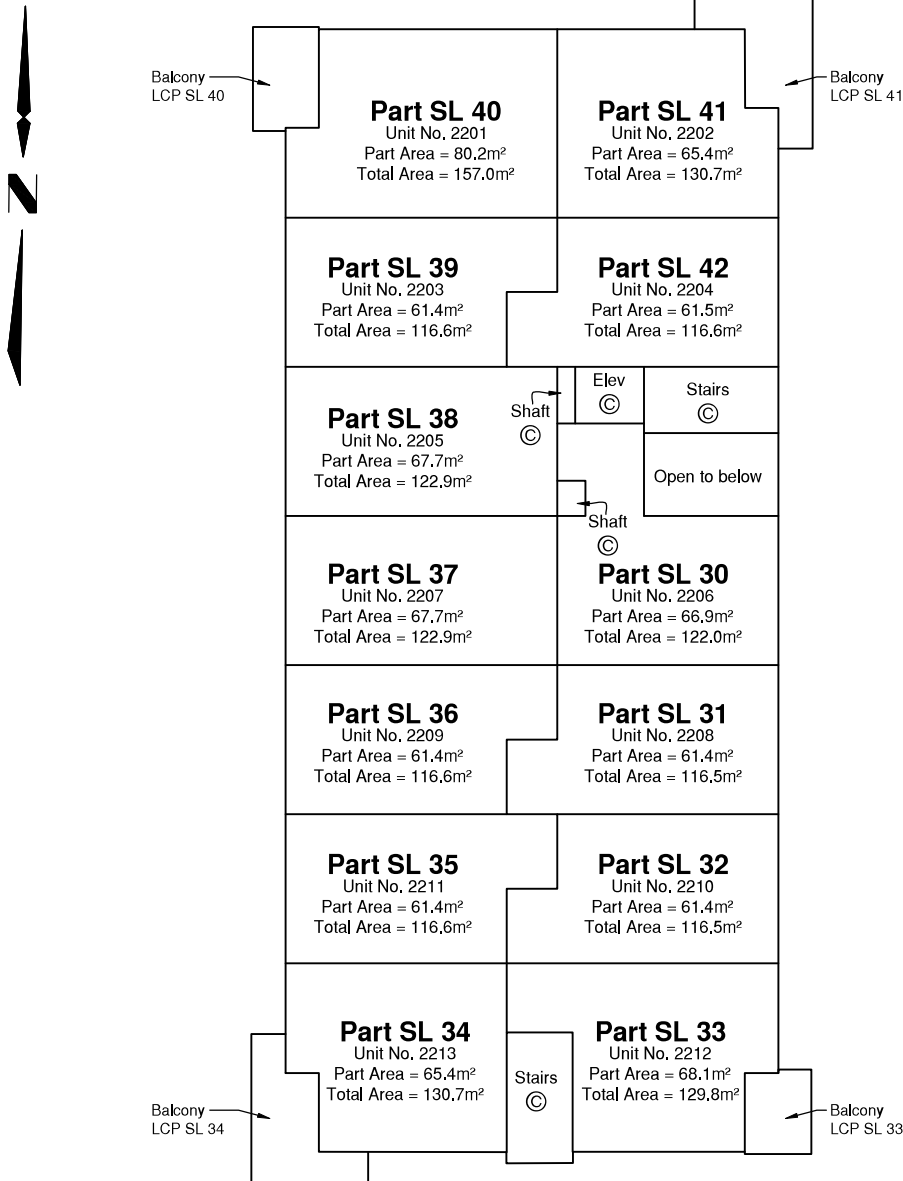 Balcony
LCP SL 40
Part SL 40
Unit No. 2201
Part Area = 80.2m²
Total Area = 157.0m²
Part SL 41
Unit No. 2202
Part Area = 65.4m²
Total Area = 130.7m²
Balcony
LCP SL 41
N
Part SL 39
Unit No. 2203
Part Area = 61.4m²
Total Area = 116.6m²
Part SL 42
Unit No. 2204
Part Area = 61.5m²
Total Area = 116.6m²
Part SL 38
Unit No. 2205
Part Area = 67.7m²
Total Area = 122.9m²
Shaft
C
Elev
C
Stairs
C
Open to below
Shaft
C
Part SL 37
Unit No. 2207
Part Area = 67.7m²
Total Area = 122.9m²
Part SL 30
Unit No. 2206
Part Area = 66.9m²
Total Area = 122.0m²
Part SL 36
Unit No. 2209
Part Area = 61.4m²
Total Area = 116.6m²
Part SL 31
Unit No. 2208
Part Area = 61.4m²
Total Area = 116.5m²
Part SL 35
Unit No. 2211
Part Area = 61.4m²
Total Area = 116.6m²
Part SL 32
Unit No. 2210
Part Area = 61.4m²
Total Area = 116.5m²
Part SL 34
Unit No. 2213
Part Area = 65.4m²
Total Area = 130.7m²
Stairs
C
Part SL 33
Unit No. 2212
Part Area = 68.1m²
Total Area = 129.8m²
Balcony
LCP SL 34
Balcony
LCP SL 33